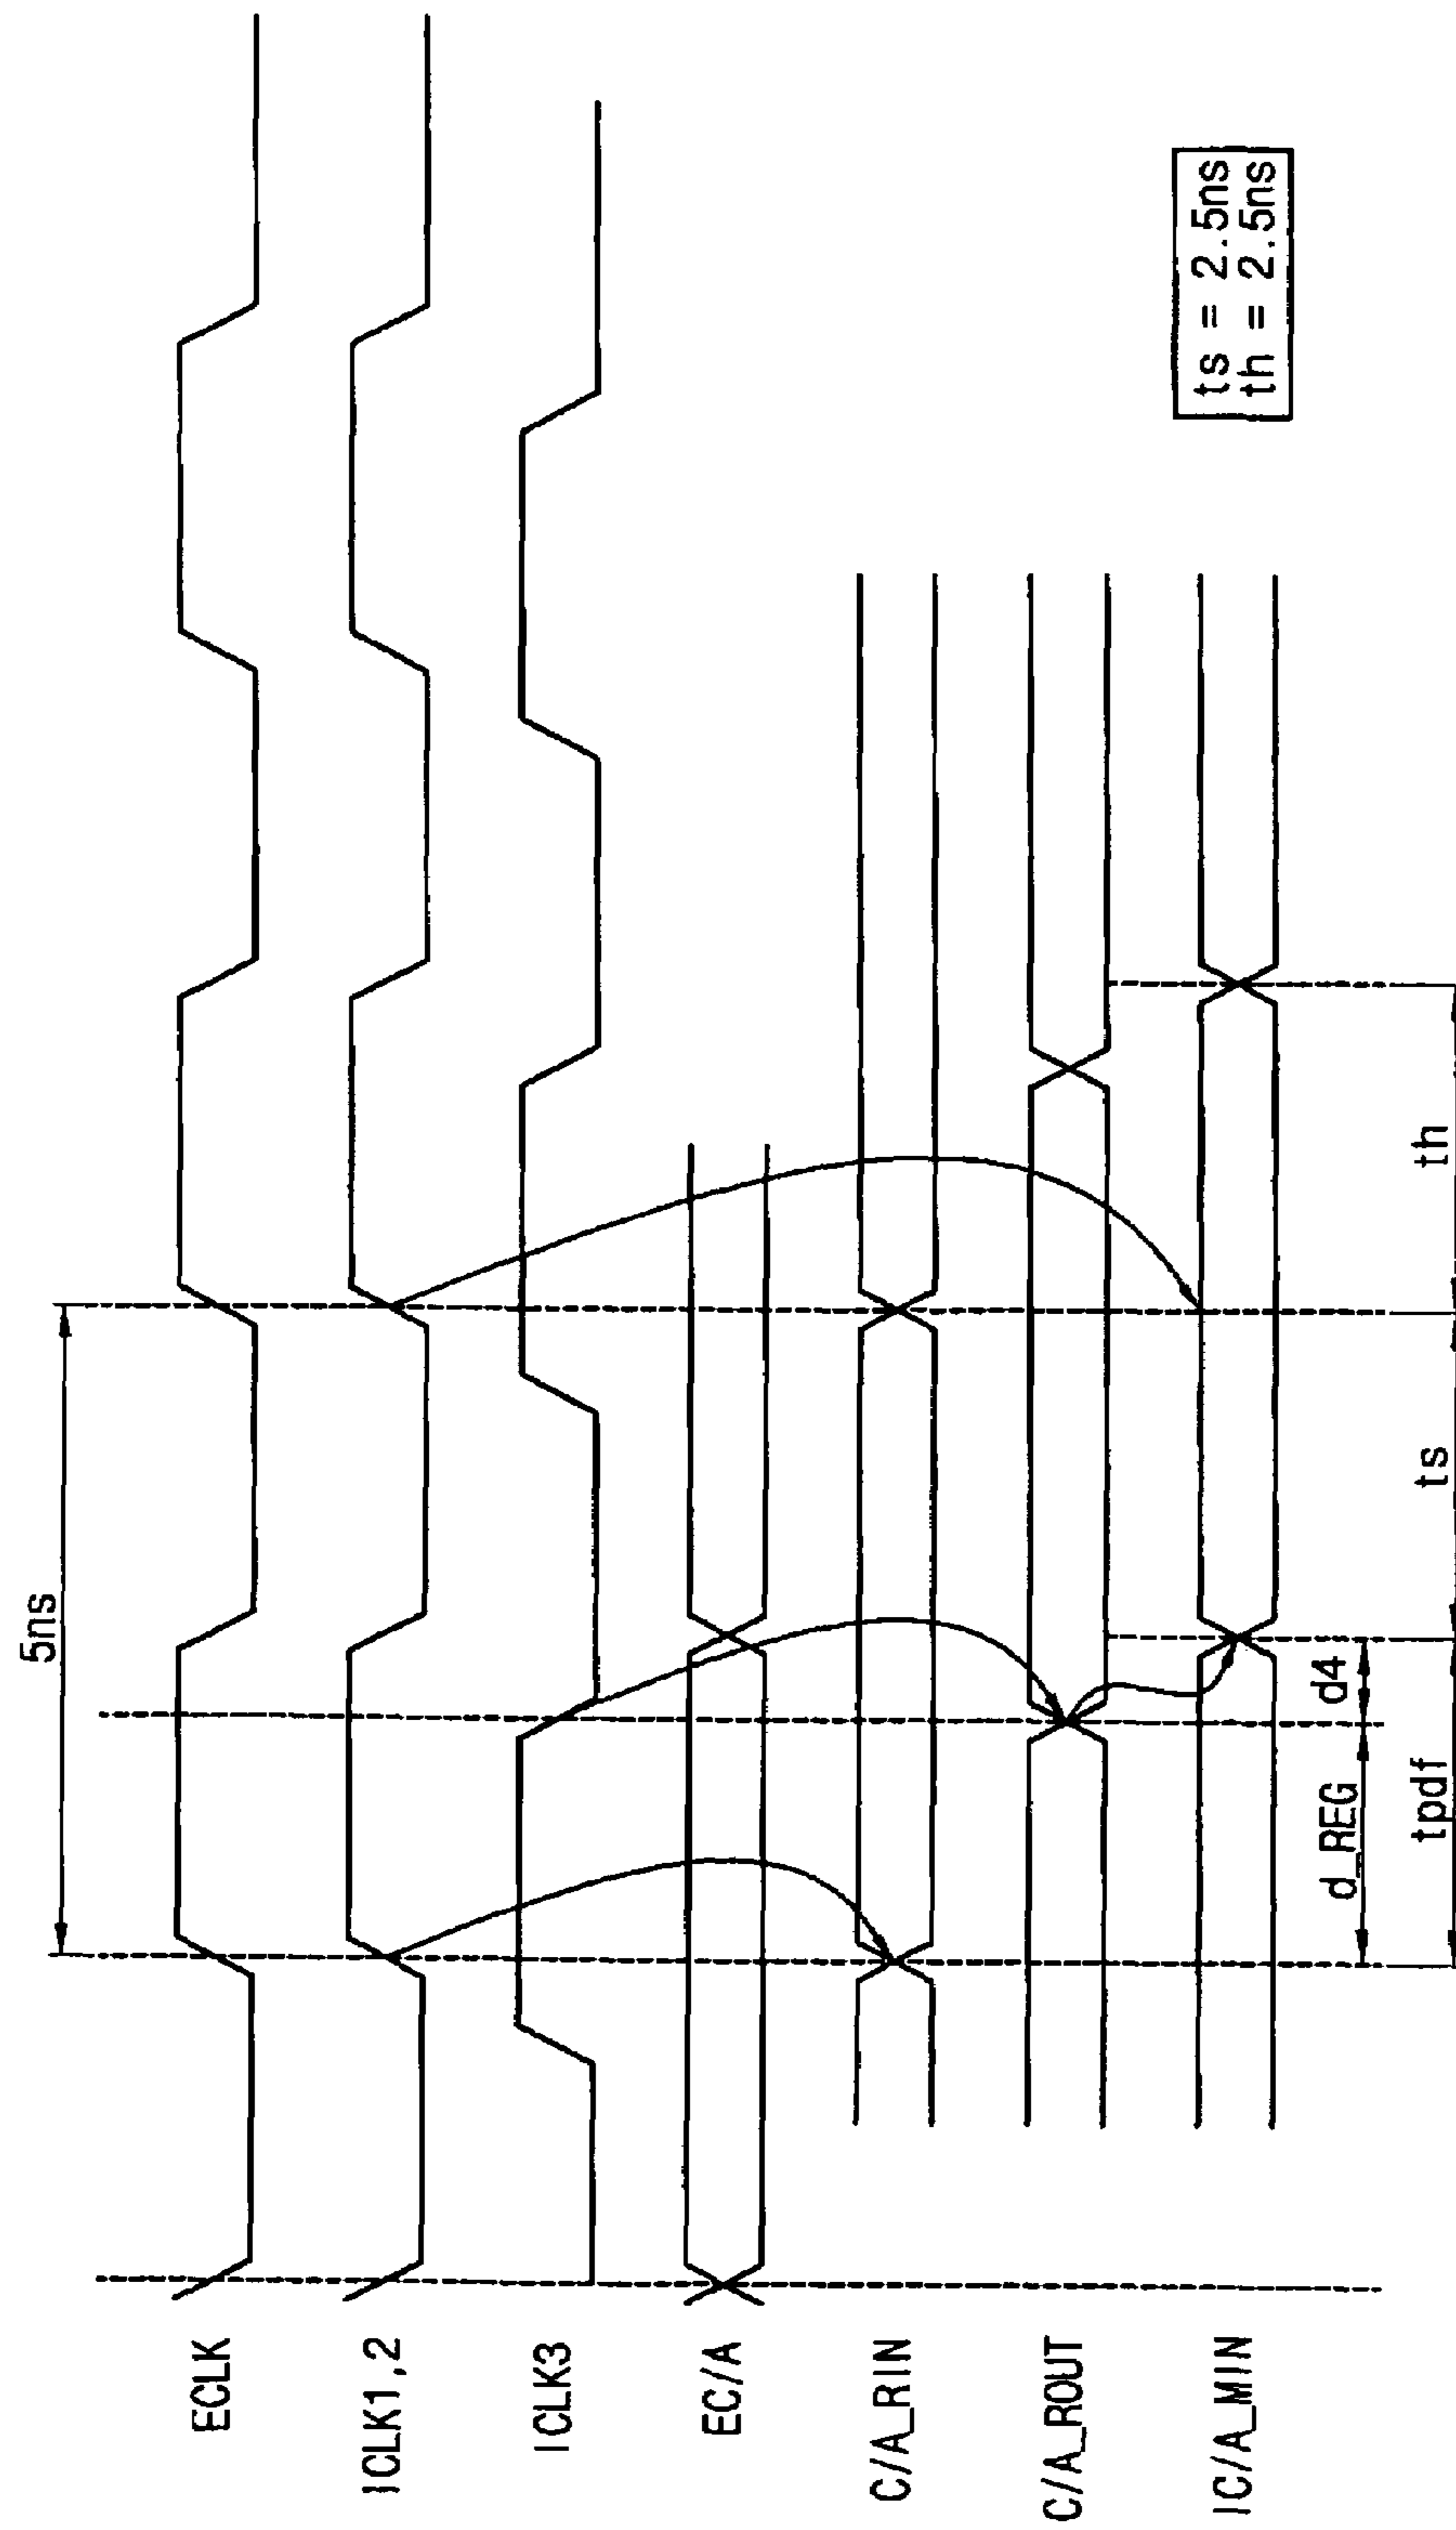 5ns
ECLK
ICLK1,2
ICLK3
EC/A
C/A_RIN
C/A_ROUT
IC/A_MIN
d_REG
d4
tpdf
ts
th
ts = 2.5ns
th = 2.5ns